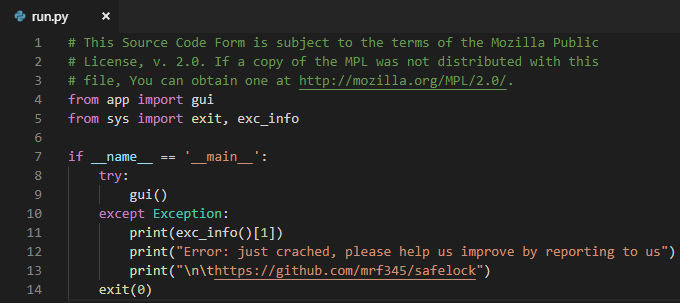 run.py ×
1 # This Source Code Form is subject to the terms of the Mozilla Public
2 # License, v. 2.0. If a copy of the MPL was not distributed with this
3 # file, You can obtain one at http://mozilla.org/MPL/2.0/.
4 from app import gui
5 from sys import exit, exc_info
6
7 if __name__ == '__main__':
8     try:
9         gui()
10     except Exception:
11         print(exc_info()[1])
12         print("Error: just crached, please help us improve by reporting to us")
13         print("\n\thttps://github.com/mrf345/safelock")
14     exit(0)